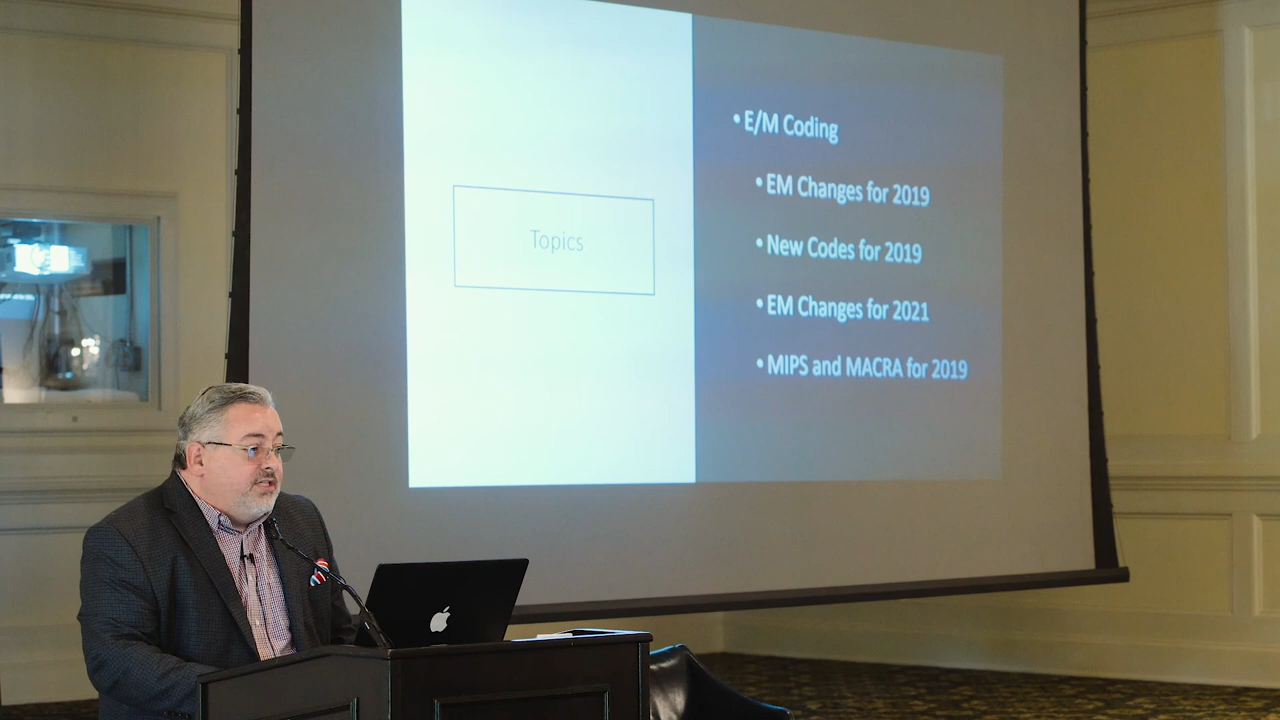 Topics
• E/M Coding
• EM Changes for 2019
• New Codes for 2019
• EM Changes for 2021
• MIPS and MACRA for 2019